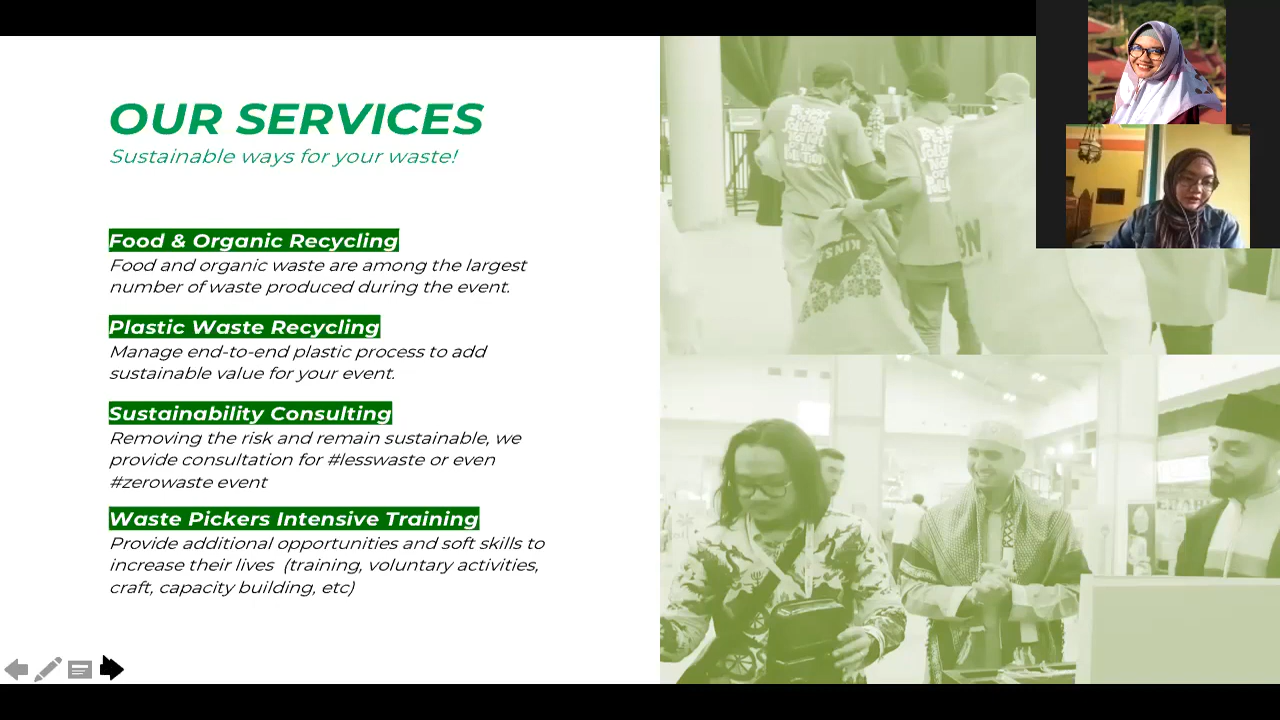 OUR SERVICES
Sustainable ways for your waste!
Food & Organic Recycling
Food and organic waste are among the largest
number of waste produced during the event.
Plastic Waste Recycling
Manage end-to-end plastic process to add
sustainable value for your event.
Sustainability Consulting
Removing the risk and remain sustainable, we
provide consultation for #lesswaste or even
#zerowaste event
Waste Pickers Intensive Training
Provide additional opportunities and soft skills to
increase their lives  (training, voluntary activities,
craft, capacity building, etc)